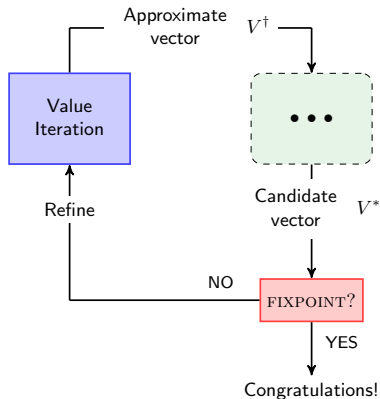 Approximate
vector V†
Value
Iteration
•••
Candidate
vector V*
Refine
NO
FIXPOINT?
YES
Congratulations!